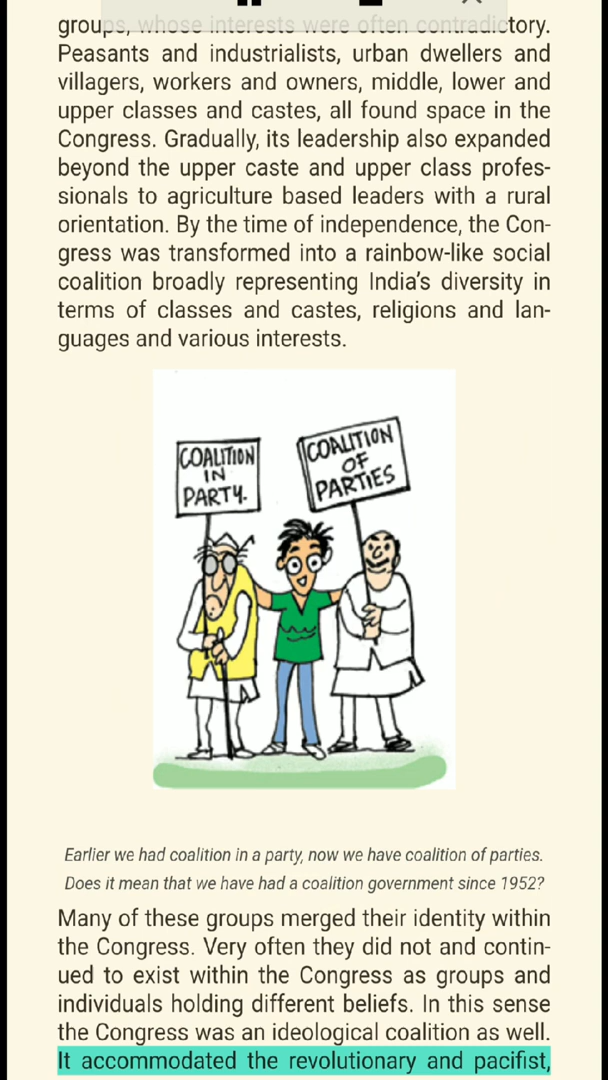 groups, whose interests were often contradictory.
Peasants and industrialists, urban dwellers and
villagers, workers and owners, middle, lower and
upper classes and castes, all found space in the
Congress. Gradually, its leadership also expanded
beyond the upper caste and upper class profes-
sionals to agriculture based leaders with a rural
orientation. By the time of independence, the Con-
gress was transformed into a rainbow-like social
coalition broadly representing India's diversity in
terms of classes and castes, religions and lan-
guages and various interests.
COALITION
IN
PARTY.
COALITION
OF
PARTIES
Earlier we had coalition in a party, now we have coalition of parties.
Does it mean that we have had a coalition government since 1952?
Many of these groups merged their identity within
the Congress. Very often they did not and contin-
ued to exist within the Congress as groups and
individuals holding different beliefs. In this sense
the Congress was an ideological coalition as well.
It accommodated the revolutionary and pacifist,